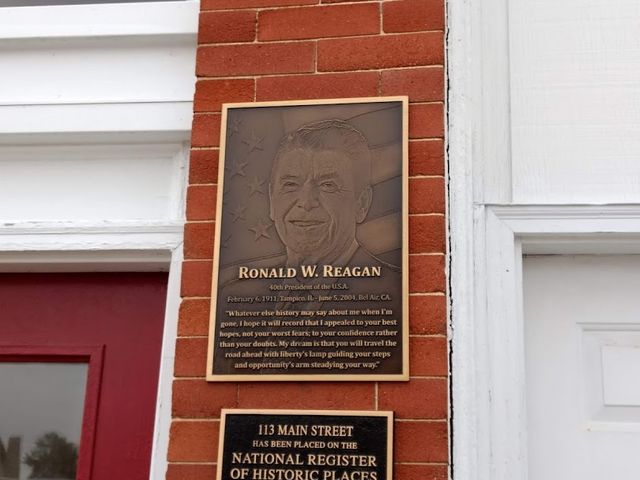 RONALD W. REAGAN
40th President of the U.S.A.
February 6, 1911, Tampico, IL - June 5, 2004, Bel Air, CA.
"Whatever else history may say about me when I'm
gone, I hope it will record that I appealed to your best
hopes, not your worst fears; to your confidence rather
than your doubts. My dream is that you will travel the
road ahead with liberty's lamp guiding your steps
and opportunity's arm steadying your way."
113 MAIN STREET
HAS BEEN PLACED ON THE
NATIONAL REGISTER
OF HISTORIC PLACES